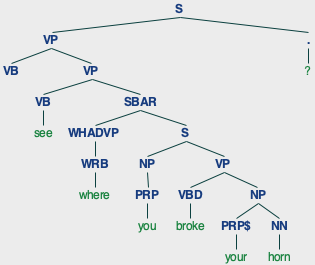 S
VP .
VB VP ?
VB SBAR
see WHADVP S
WRB NP VP
where PRP VBD NP
you broke PRP$ NN
your horn